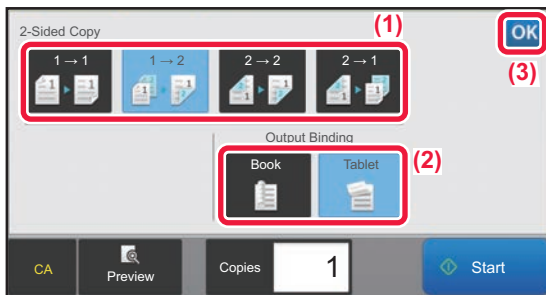 2-Sided Copy
(1)
OK
(3)
1 → 1
1 → 2
2 → 2
2 → 1
Output Binding
Book
Tablet
(2)
CA
Preview
Copies
1
Start